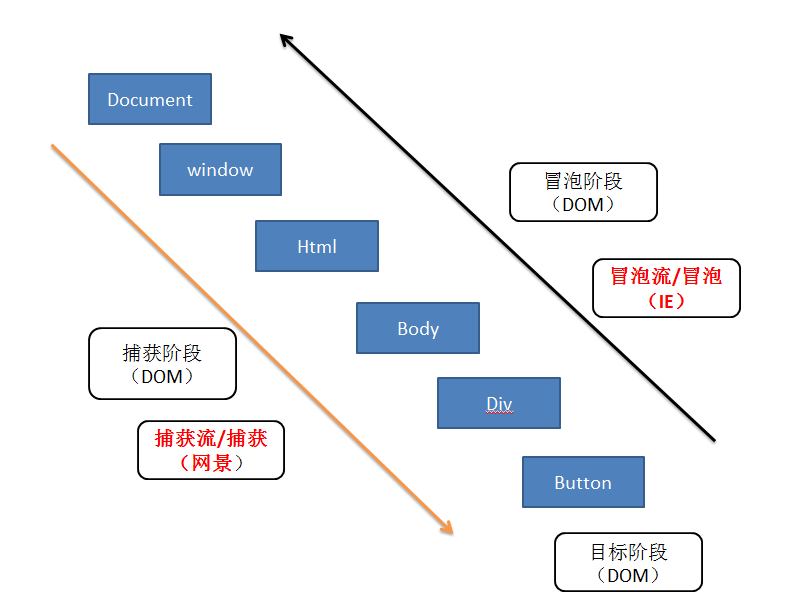 Document
window
Html
Body
Div
Button
冒泡阶段
（DOM）
冒泡流/冒泡
（IE）
捕获阶段
（DOM）
捕获流/捕获
（网景）
目标阶段
（DOM）